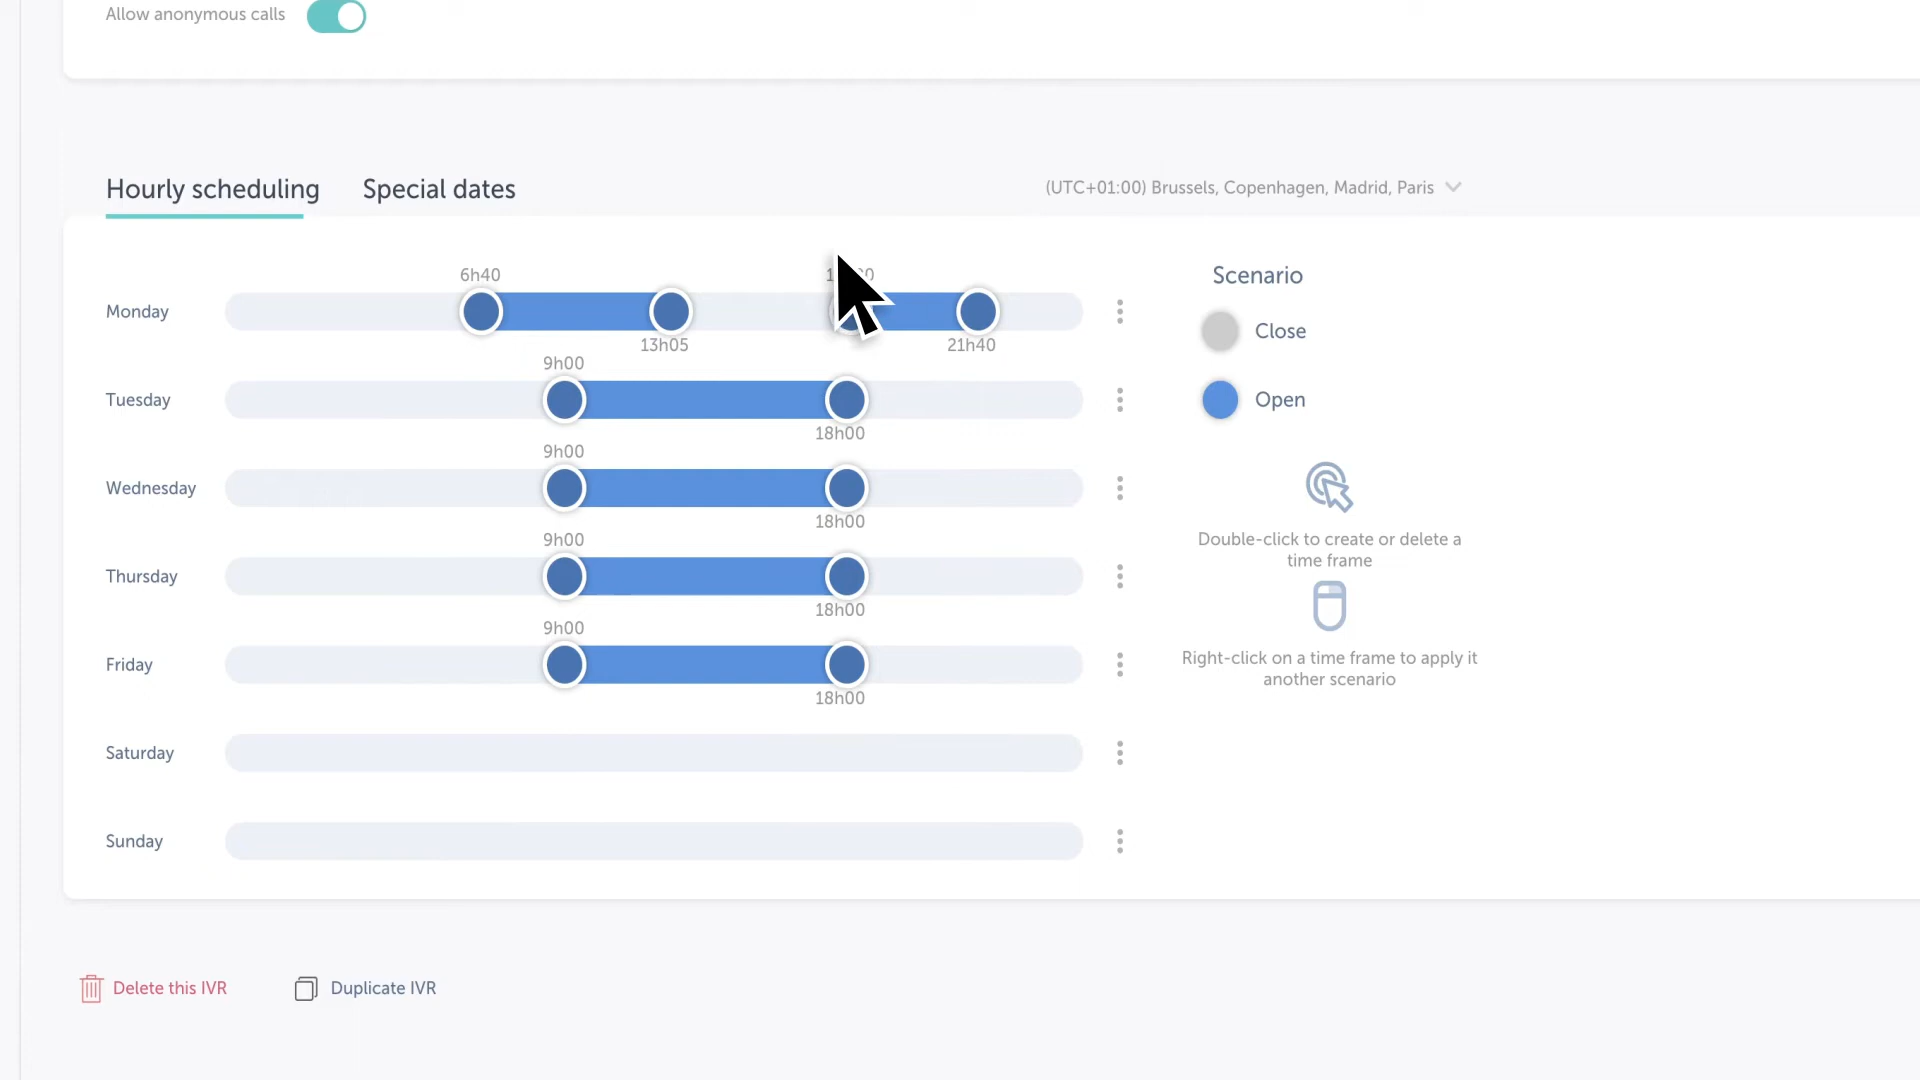 Allow anonymous calls
Hourly scheduling
Special dates
(UTC+01:00) Brussels, Copenhagen, Madrid, Paris
6h40
Monday
13h05
21h40
9h00
Tuesday
18h00
9h00
Wednesday
18h00
9h00
Thursday
18h00
9h00
Friday
18h00
Saturday
Sunday
Scenario
Close
Open
Double-click to create or delete a
time frame
Right-click on a time frame to apply it
another scenario
Delete this IVR
Duplicate IVR